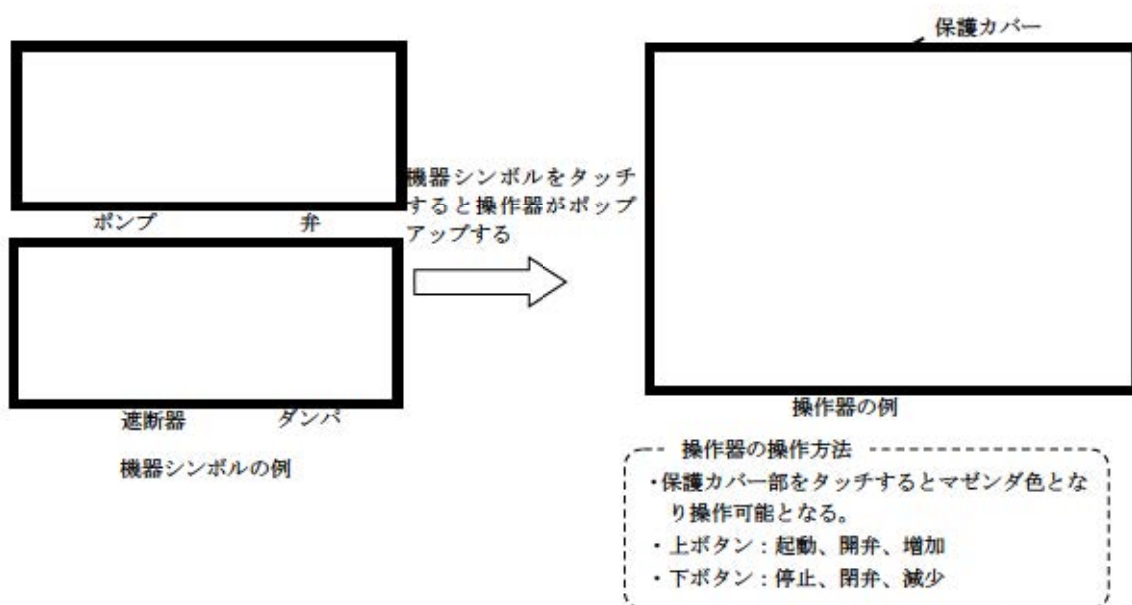 保護カバー
ポンプ
弁
機器シンボルをタッチ
すると操作器がポップ
アップする
遮断器
ダンパ
機器シンボルの例
操作器の例
操作器の操作方法
・保護カバー部をタッチするとマゼンダ色とな
り操作可能となる。
・上ボタン：起動、開弁、増加
・下ボタン：停止、閉弁、減少